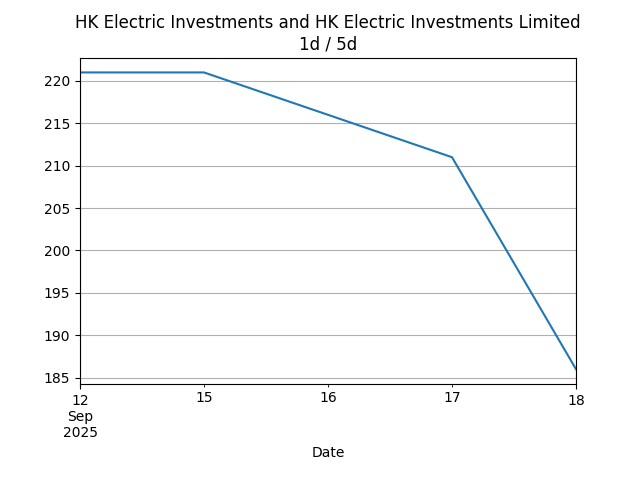 HK Electric Investments and HK Electric Investments Limited
1d / 5d
220
215
210
205
200
195
190
185
12 15 16 17 18
Sep
2025
Date